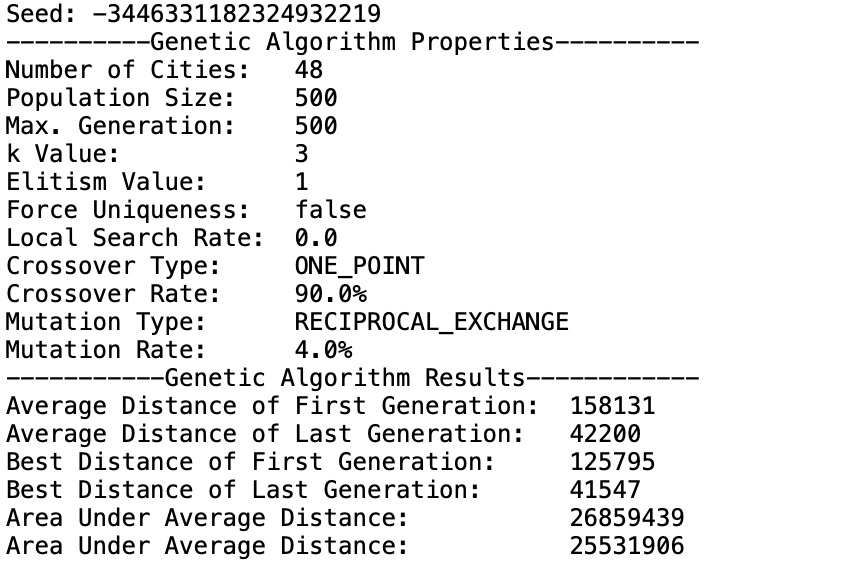 Seed: -3446331182324932219
----------Genetic Algorithm Properties----------
Number of Cities: 48
Population Size: 500
Max. Generation: 500
k Value: 3
Elitism Value: 1
Force Uniqueness: false
Local Search Rate: 0.0
Crossover Type: ONE_POINT
Crossover Rate: 90.0%
Mutation Type: RECIPROCAL_EXCHANGE
Mutation Rate: 4.0%
-----------Genetic Algorithm Results------------
Average Distance of First Generation: 158131
Average Distance of Last Generation: 42200
Best Distance of First Generation: 125795
Best Distance of Last Generation: 41547
Area Under Average Distance: 26859439
Area Under Average Distance: 25531906